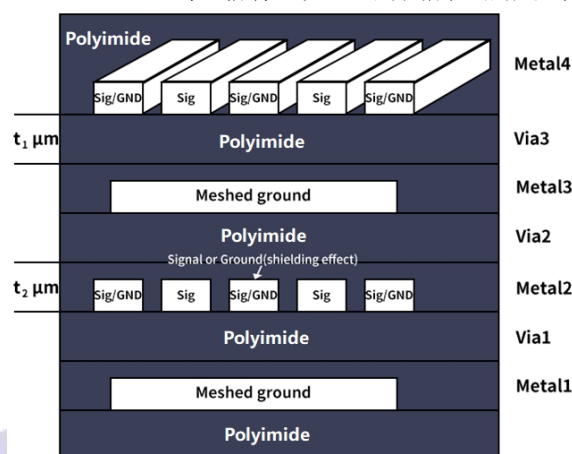 Polyimide
Metal4
Sig/GND Sig Sig/GND Sig Sig/GND
t₁ μm
Polyimide
Via3
Meshed ground
Metal3
Polyimide
Via2
Signal or Ground(shielding effect)
t₂ μm
Sig/GND Sig Sig/GND Sig Sig/GND
Metal2
Polyimide
Via1
Meshed ground
Metal1
Polyimide